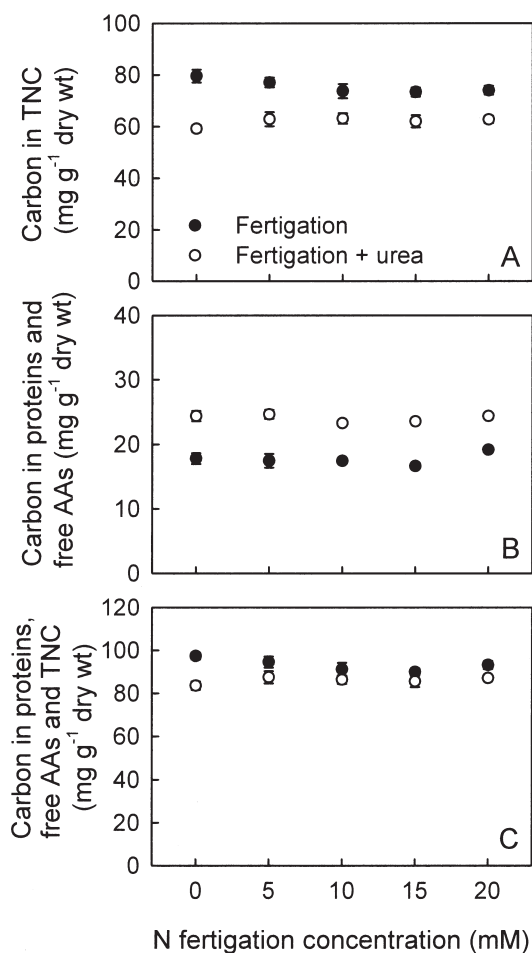 Carbon in TNC
(mg g⁻¹ dry wt)
100
80
60
40
20
0
Fertigation
Fertigation + urea
A
Carbon in proteins and
free AAs (mg g⁻¹ dry wt)
40
30
20
10
0
B
Carbon in proteins,
free AAs and TNC
(mg g⁻¹ dry wt)
120
100
80
60
40
20
0
C
0 5 10 15 20
N fertigation concentration (mM)